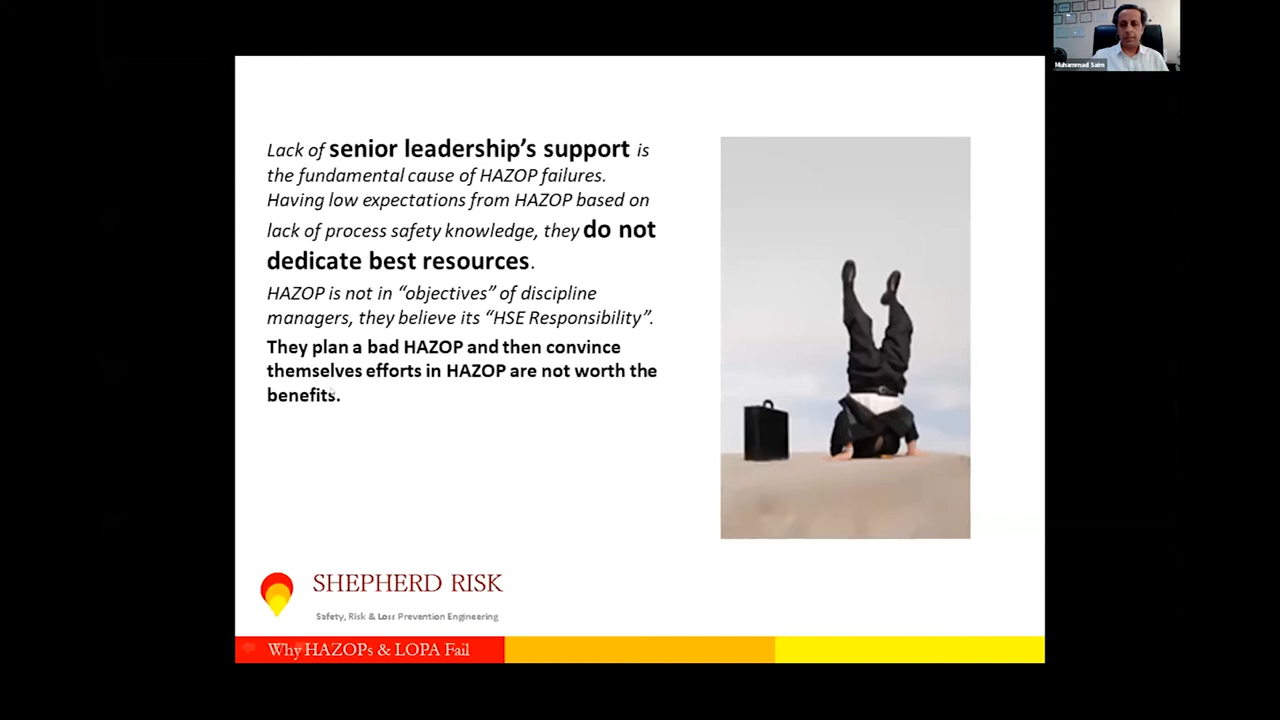 Muhammad Saim
Lack of senior leadership’s support is
the fundamental cause of HAZOP failures.
Having low expectations from HAZOP based on
lack of process safety knowledge, they do not
dedicate best resources.
HAZOP is not in “objectives” of discipline
managers, they believe its “HSE Responsibility”.
They plan a bad HAZOP and then convince
themselves efforts in HAZOP are not worth the
benefits.
SHEPHERD RISK
Safety, Risk & Loss Prevention Engineering
Why HAZOPs & LOPA Fail